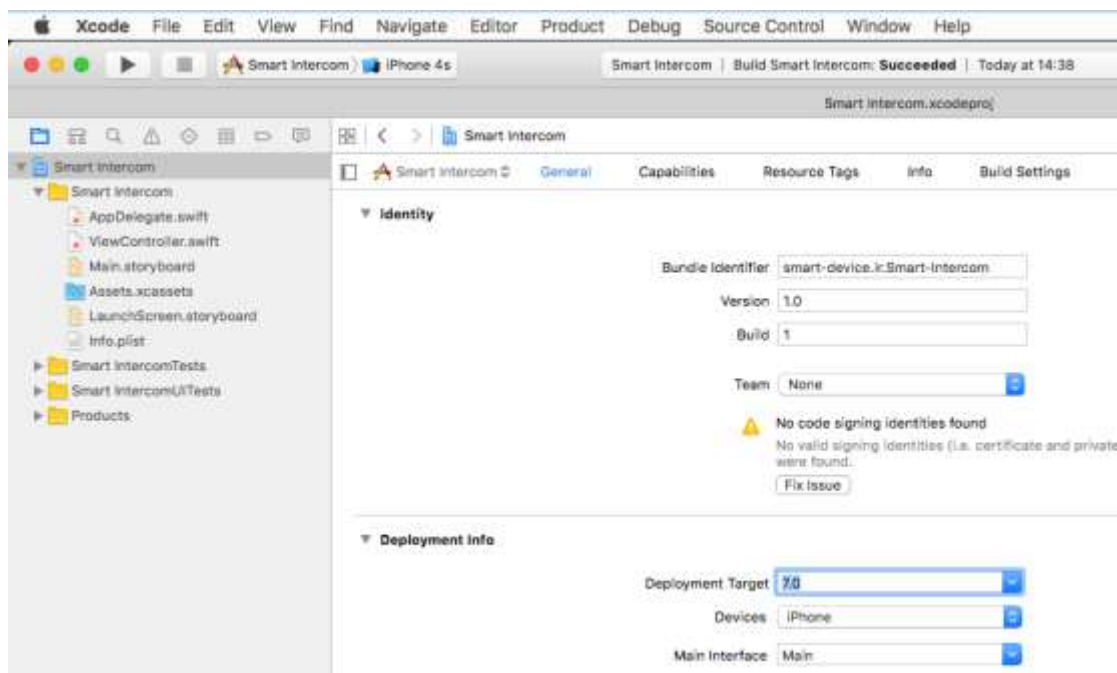 Xcode File Edit View Find Navigate Editor Product Debug Source Control Window Help
Smart Intercom iPhone 4s Smart Intercom | Build Smart Intercom: Succeeded | Today at 14:38
Smart Intercom.xcodeproj
Smart Intercom
Smart Intercom General Capabilities Resource Tags Info Build Settings
Smart Intercom
Smart Intercom
AppDelegate.swift
ViewController.swift
Main.storyboard
Assets.xcassets
LaunchScreen.storyboard
Info.plist
Smart IntercomTests
Smart IntercomUITests
Products
Identity
Bundle Identifier smart-device.ir.Smart-Intercom
Version 1.0
Build 1
Team None
No code signing identities found
No valid signing identities (i.e. certificate and private
were found.
Fix Issue
Deployment Info
Deployment Target 7.0
Devices iPhone
Main Interface Main